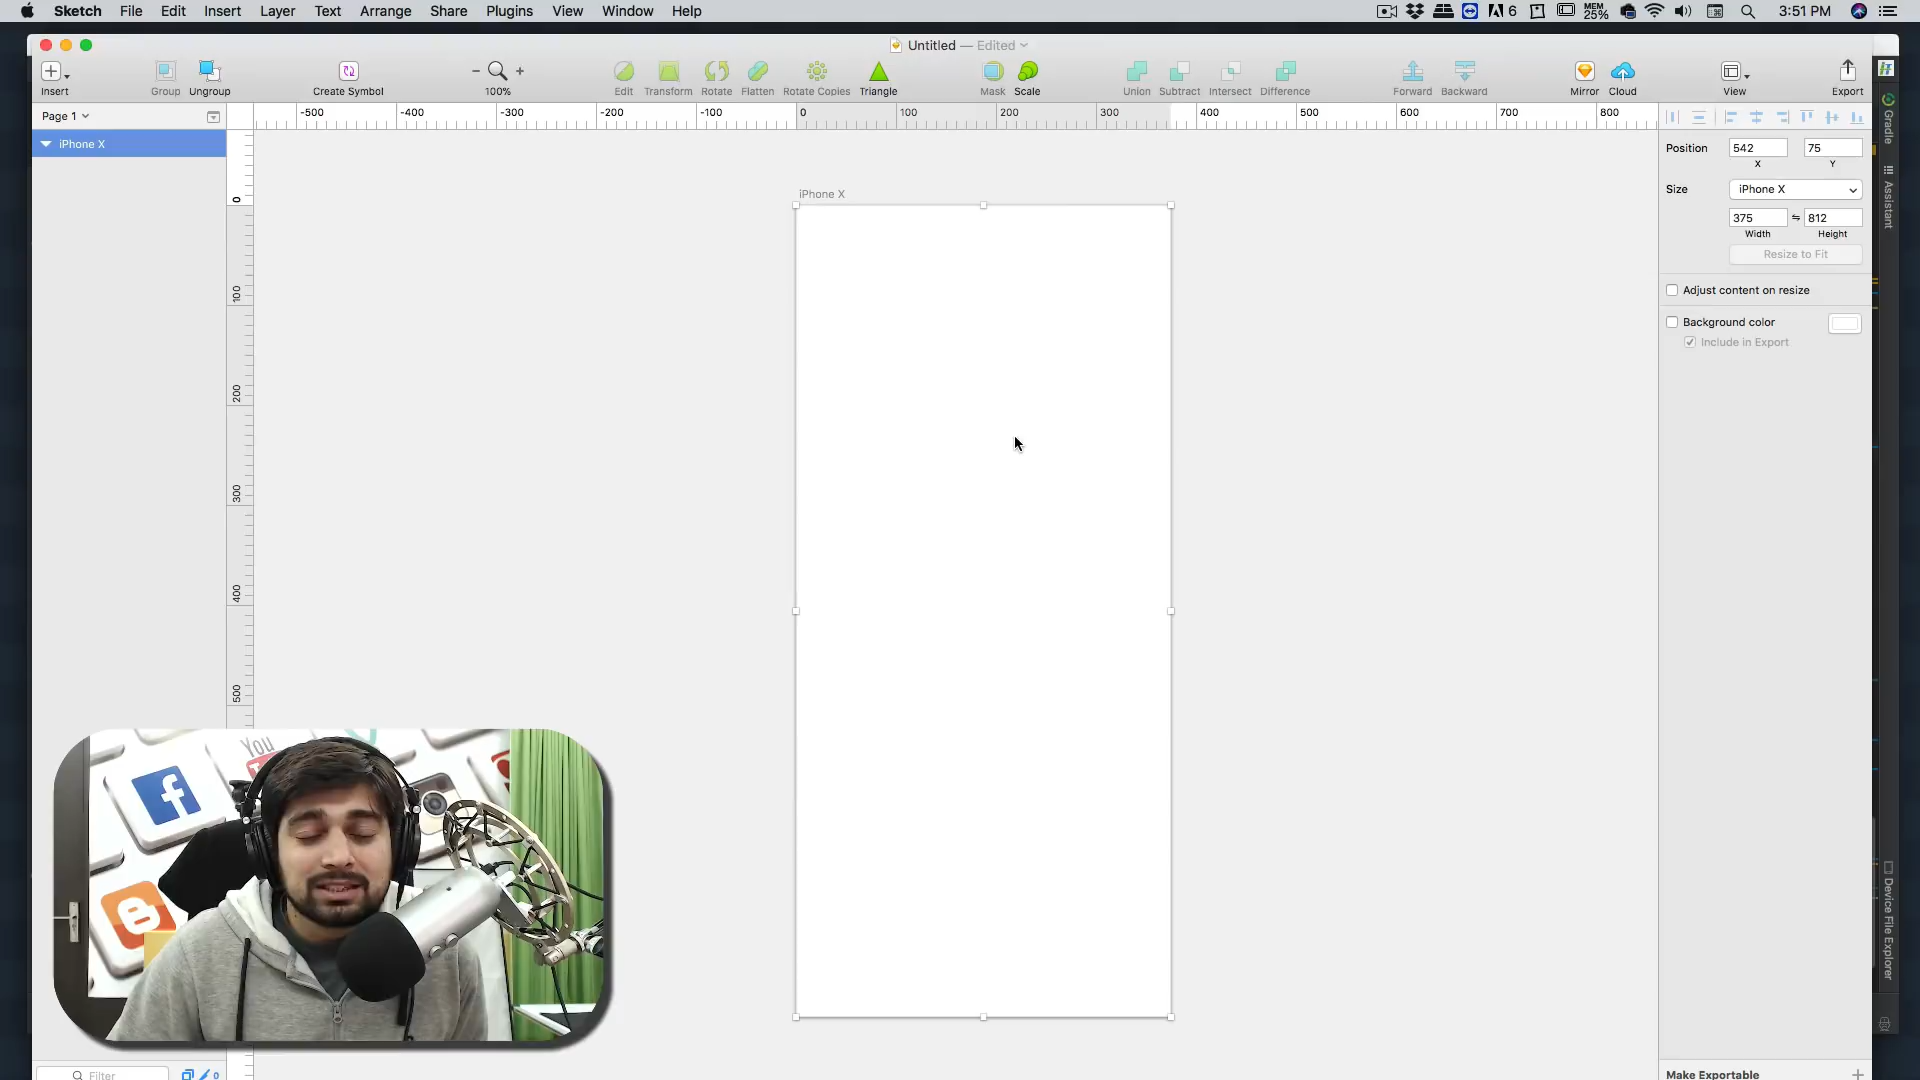 Sketch File Edit Insert Layer Text Arrange Share Plugins View Window Help
6 MEM 25% 3:51 PM
Untitled — Edited
Insert Group Ungroup Create Symbol 100% Edit Transform Rotate Flatten Rotate Copies Triangle Mask Scale Union Subtract Intersect Difference Forward Backward Mirror Cloud View Export
Page 1
-500 -400 -300 -200 -100 0 100 200 300 400 500 600 700 800
iPhone X
0
100
200
300
400
500
iPhone X
Position 542 75
X Y
Size iPhone X
375 812
Width Height
Resize to Fit
Adjust content on resize
Background color
Include in Export
Make Exportable
Gradle
Assistant
Device File Explorer
You
Filter 0